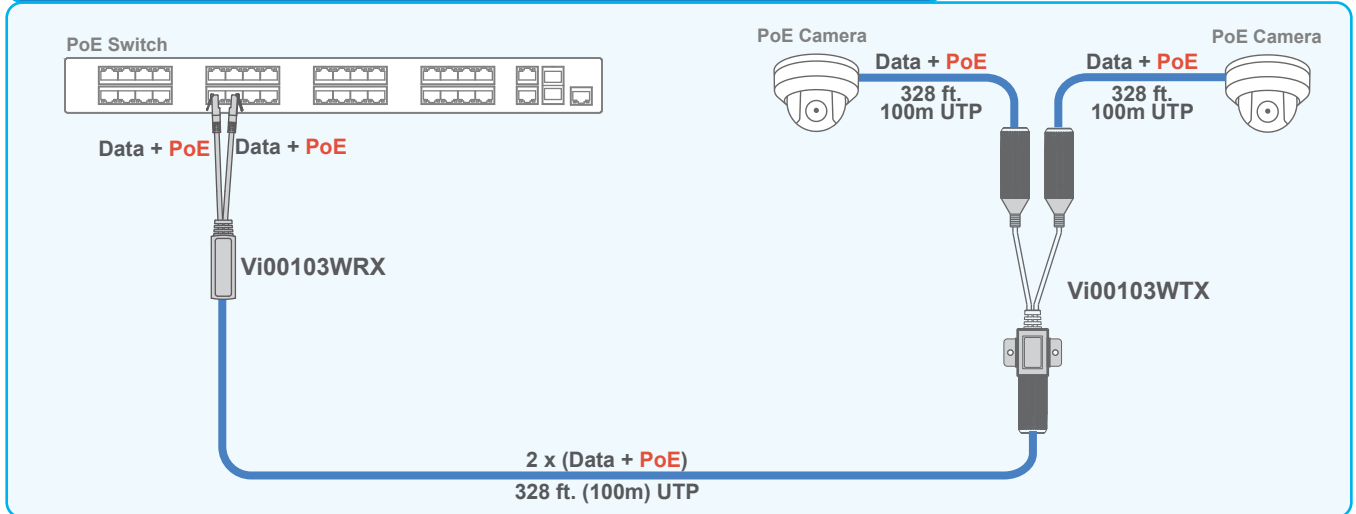 PoE Switch
PoE Camera
PoE Camera
Data + PoE
328 ft.
100m UTP
Data + PoE
328 ft.
100m UTP
Data + PoE
Data + PoE
Vi00103WRX
Vi00103WTX
2 x (Data + PoE)
328 ft. (100m) UTP